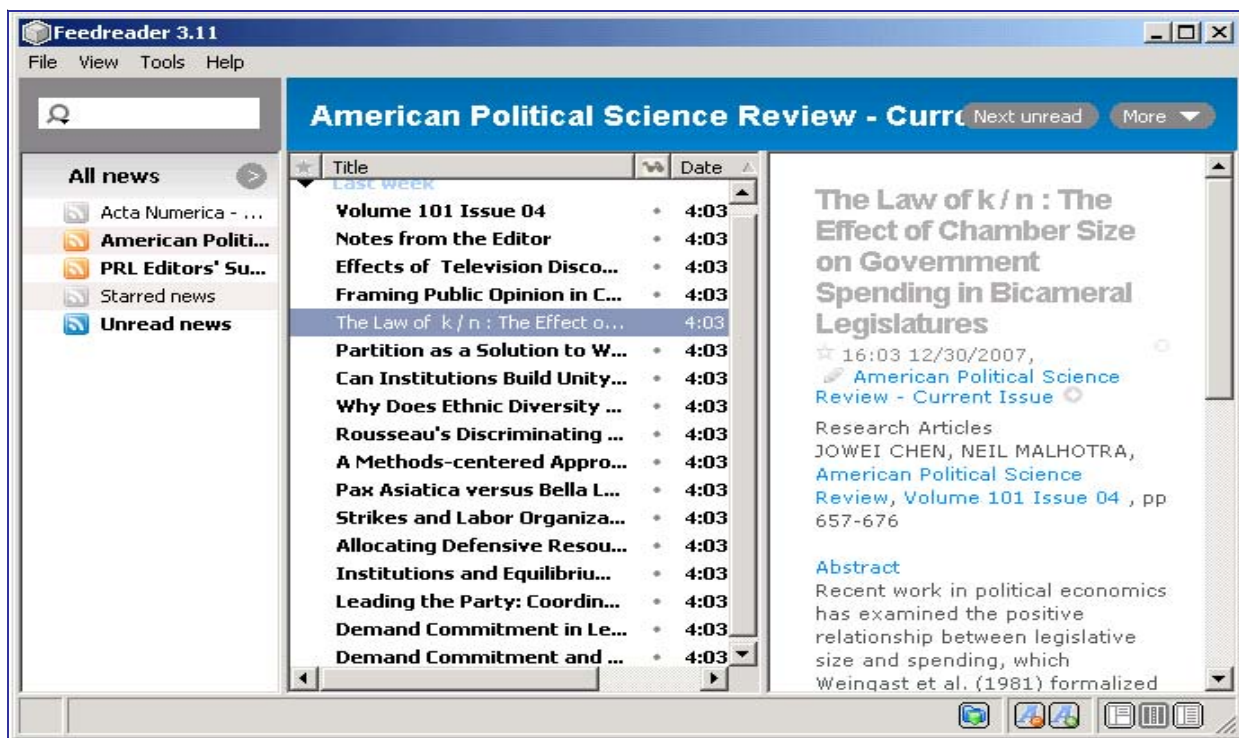 Feedreader 3.11
File View Tools Help
American Political Science Review - Curre
Next unread
More
All news
Acta Numerica - ...
American Politi...
PRL Editors' Su...
Starred news
Unread news
Title
Date
Last week
Volume 101 Issue 04 4:03
Notes from the Editor 4:03
Effects of Television Disco... 4:03
Framing Public Opinion in C... 4:03
The Law of k / n : The Effect o... 4:03
Partition as a Solution to W... 4:03
Can Institutions Build Unity... 4:03
Why Does Ethnic Diversity ... 4:03
Rousseau's Discriminating ... 4:03
A Methods-centered Appro... 4:03
Pax Asiatica versus Bella L... 4:03
Strikes and Labor Organiza... 4:03
Allocating Defensive Resou... 4:03
Institutions and Equilibriu... 4:03
Leading the Party: Coordin... 4:03
Demand Commitment in Le... 4:03
Demand Commitment and ... 4:03
The Law of k / n : The
Effect of Chamber Size
on Government
Spending in Bicameral
Legislatures
16:03 12/30/2007,
American Political Science
Review - Current Issue
Research Articles
JOWEI CHEN, NEIL MALHOTRA,
American Political Science
Review, Volume 101 Issue 04 , pp
657-676
Abstract
Recent work in political economics
has examined the positive
relationship between legislative
size and spending, which
Weingast et al. (1981) formalized